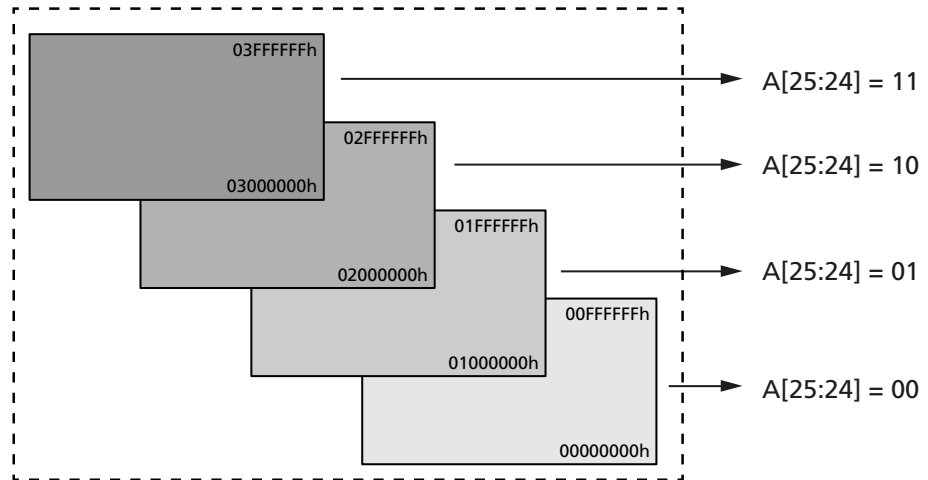 03FFFFFFh
A[25:24] = 11
03000000h
02FFFFFFh
A[25:24] = 10
02000000h
01FFFFFFh
A[25:24] = 01
01000000h
00FFFFFFh
A[25:24] = 00
00000000h